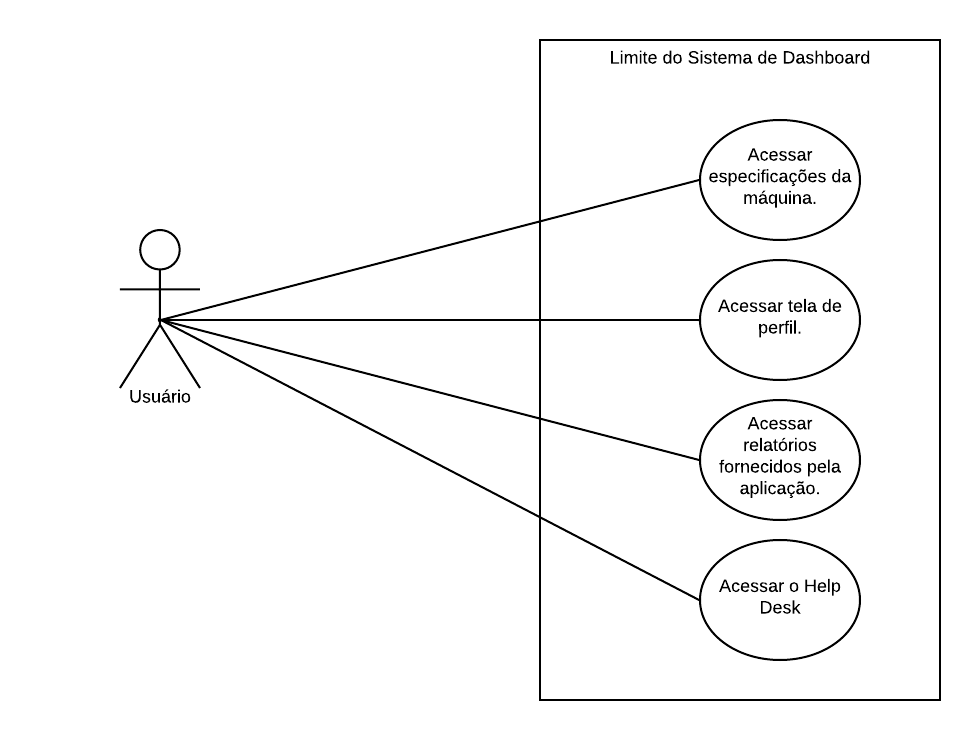 Limite do Sistema de Dashboard
Acessar
especificações da
máquina.
Acessar tela de
perfil.
Usuário
Acessar
relatórios
fornecidos pela
aplicação.
Acessar o Help
Desk